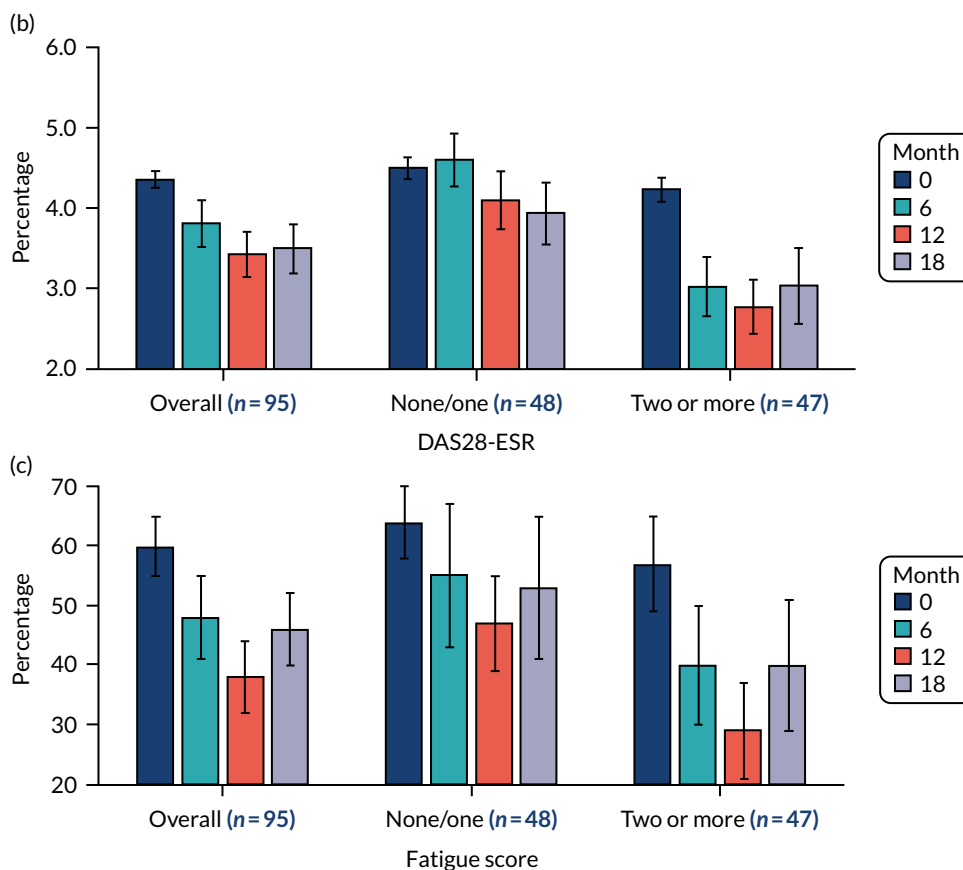 (b)
6.0
5.0
4.0
3.0
2.0
Percentage
Overall (n = 95)
None/one (n = 48)
Two or more (n = 47)
DAS28-ESR
Month
0
6
12
18
(c)
70
60
50
40
30
20
Percentage
Overall (n = 95)
None/one (n = 48)
Two or more (n = 47)
Fatigue score
Month
0
6
12
18